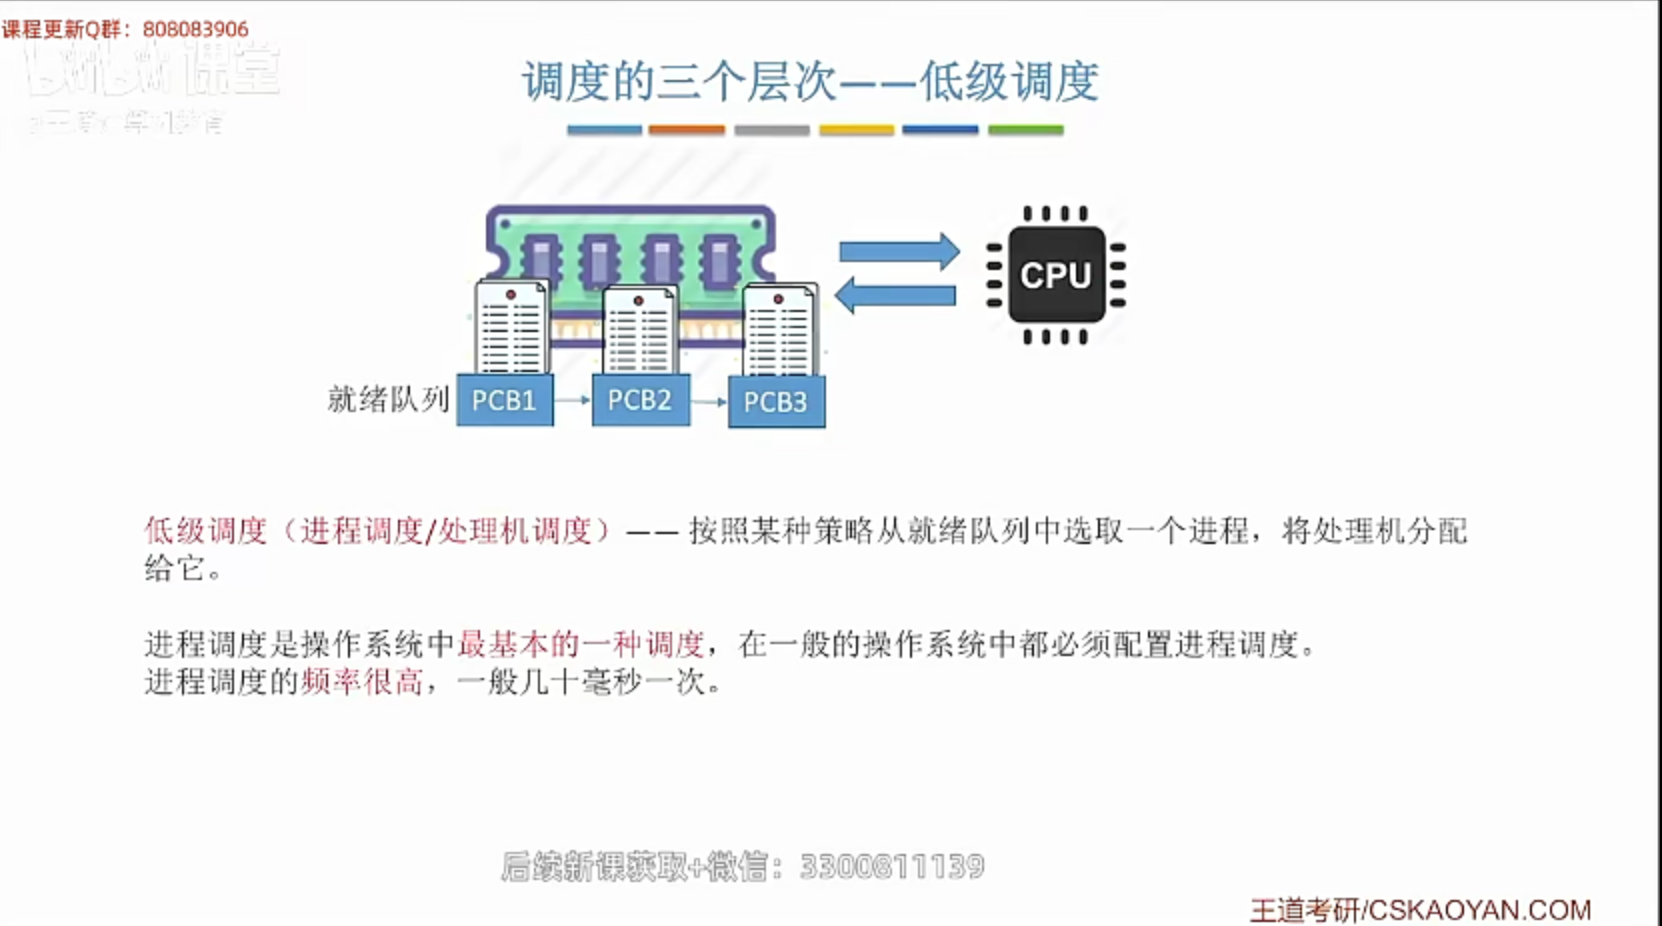 课程更新Q群：808083906
课堂
调度的三个层次——低级调度
CPU
就绪队列 PCB1 PCB2 PCB3
低级调度（进程调度/处理机调度）—— 按照某种策略从就绪队列中选取一个进程，将处理机分配
给它。
进程调度是操作系统中最基本的一种调度，在一般的操作系统中都必须配置进程调度。
进程调度的频率很高，一般几十毫秒一次。
后续新课获取+微信：3300811139
王道考研/CSKAOYAN.COM